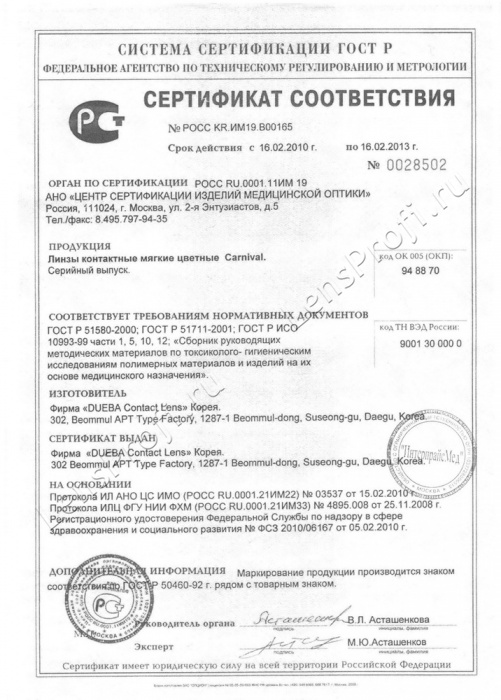 СИСТЕМА СЕРТИФИКАЦИИ ГОСТ Р
ФЕДЕРАЛЬНОЕ АГЕНТСТВО ПО ТЕХНИЧЕСКОМУ РЕГУЛИРОВАНИЮ И МЕТРОЛОГИИ
СЕРТИФИКАТ СООТВЕТСТВИЯ
№ РОСС KR.ИМ19.В00165
Срок действия с 16.02.2010 г. по 16.02.2013 г.
№ 0028502
ОРГАН ПО СЕРТИФИКАЦИИ РОСС RU.0001.11ИМ 19
АНО «ЦЕНТР СЕРТИФИКАЦИИ ИЗДЕЛИЙ МЕДИЦИНСКОЙ ОПТИКИ»
Россия, 111024, г. Москва, ул. 2-я Энтузиастов, д.5
Тел./факс: 8.495.797-94-35
ПРОДУКЦИЯ
Линзы контактные мягкие цветные Carnival.
Серийный выпуск.
код ОК 005 (ОКП):
94 88 70
СООТВЕТСТВУЕТ ТРЕБОВАНИЯМ НОРМАТИВНЫХ ДОКУМЕНТОВ
ГОСТ Р 51580-2000; ГОСТ Р 51711-2001; ГОСТ Р ИСО
10993-99 части 1, 5, 10, 12; «Сборник руководящих
методических материалов по токсиколого- гигиеническим
исследованиям полимерных материалов и изделий на их
основе медицинского назначения».
код ТН ВЭД России:
9001 30 000 0
ИЗГОТОВИТЕЛЬ
Фирма «DUEBA Contact Lens» Корея.
302, Beommul APT Type Factory, 1287-1 Beommul-dong, Suseong-gu, Daegu, Korea.
СЕРТИФИКАТ ВЫДАН
Фирма «DUEBA Contact Lens» Корея.
302 Beommul APT Type Factory, 1287-1 Beommul-dong, Suseong-gu, Daegu, Korea.
НА ОСНОВАНИИ
Протокола ИЛ АНО ЦС ИМО (РОСС RU.0001.21ИМ22) № 03537 от 15.02.2010 г.
Протокола ИЛЦ ФГУ НИИ ФХМ (РОСС RU.0001.21ИМ33) № 4895.008 от 25.11.2008 г.
Регистрационного удостоверения Федеральной Службы по надзору в сфере
здравоохранения и социального развития № ФСЗ 2010/06167 от 05.02.2010 г.
ДОПОЛНИТЕЛЬНАЯ ИНФОРМАЦИЯ Маркирование продукции производится знаком
соответствия по ГОСТ Р 50460-92 г. рядом с товарным знаком.
Руководитель органа
подпись
В.Л. Асташенков
инициалы, фамилия
Эксперт
подпись
М.Ю.Асташенков
инициалы, фамилия
Сертификат имеет юридическую силу на всей территории Российской Федерации
LensProfi.ru
МОСКВА